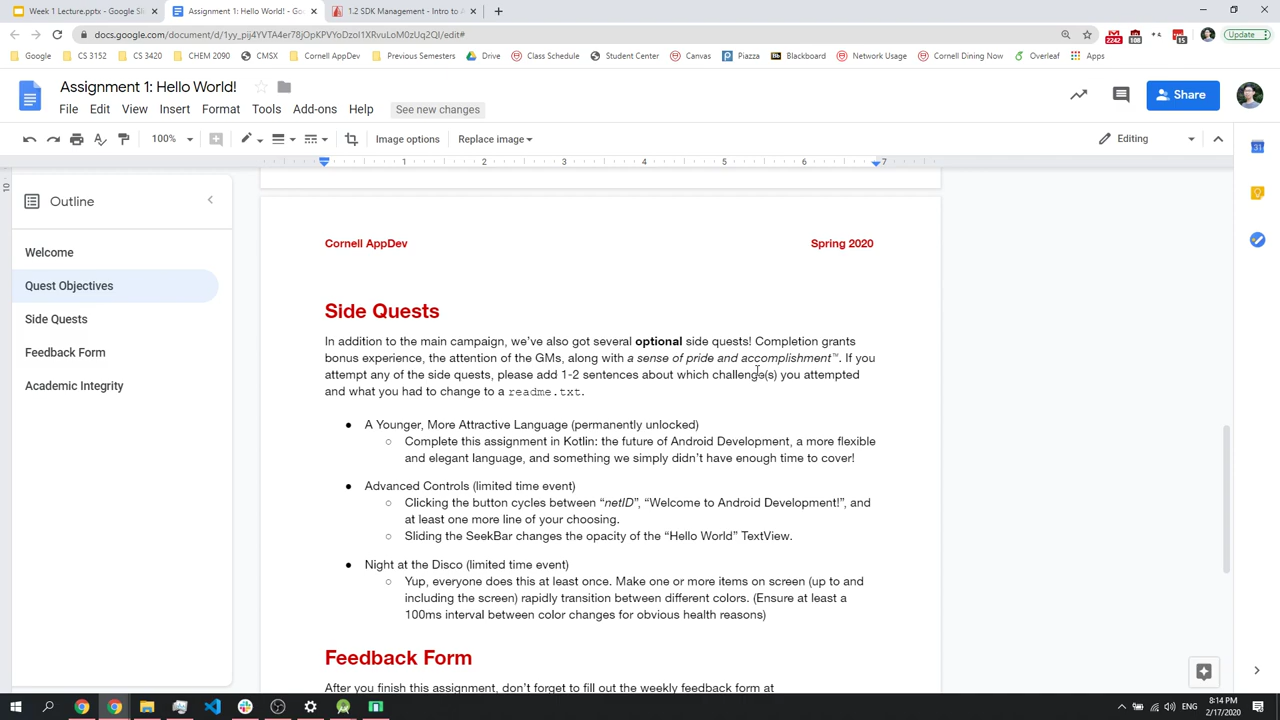 Week 1 Lecture.pptx - Google Sli
Assignment 1: Hello World! - Go
1.2 SDK Management - Intro to A
docs.google.com/document/d/1yy_pij4YVTA4er78jOpKPVYoDzoI1XRvuLoM0zUq2QI/edit#
2242
108
15
Update
Google
CS 3152
CS 3420
CHEM 2090
CMSX
Cornell AppDev
Previous Semesters
Drive
Class Schedule
Student Center
Canvas
Piazza
Blackboard
Network Usage
Cornell Dining Now
Overleaf
Apps
Assignment 1: Hello World!
File Edit View Insert Format Tools Add-ons Help See new changes
Share
100%
Image options
Replace image
Editing
1 2 3 4 5 6 7
10
31
Outline
Welcome
Quest Objectives
Side Quests
Feedback Form
Academic Integrity
Cornell AppDev Spring 2020
Side Quests
In addition to the main campaign, we've also got several optional side quests! Completion grants
bonus experience, the attention of the GMs, along with a sense of pride and accomplishment™. If you
attempt any of the side quests, please add 1-2 sentences about which challenge(s) you attempted
and what you had to change to a readme.txt.
● A Younger, More Attractive Language (permanently unlocked)
○ Complete this assignment in Kotlin: the future of Android Development, a more flexible
and elegant language, and something we simply didn't have enough time to cover!
● Advanced Controls (limited time event)
○ Clicking the button cycles between “netID”, “Welcome to Android Development!”, and
at least one more line of your choosing.
○ Sliding the SeekBar changes the opacity of the “Hello World” TextView.
● Night at the Disco (limited time event)
○ Yup, everyone does this at least once. Make one or more items on screen (up to and
including the screen) rapidly transition between different colors. (Ensure at least a
100ms interval between color changes for obvious health reasons)
Feedback Form
After you finish this assignment, don't forget to fill out the weekly feedback form at
ENG
8:14 PM
2/17/2020